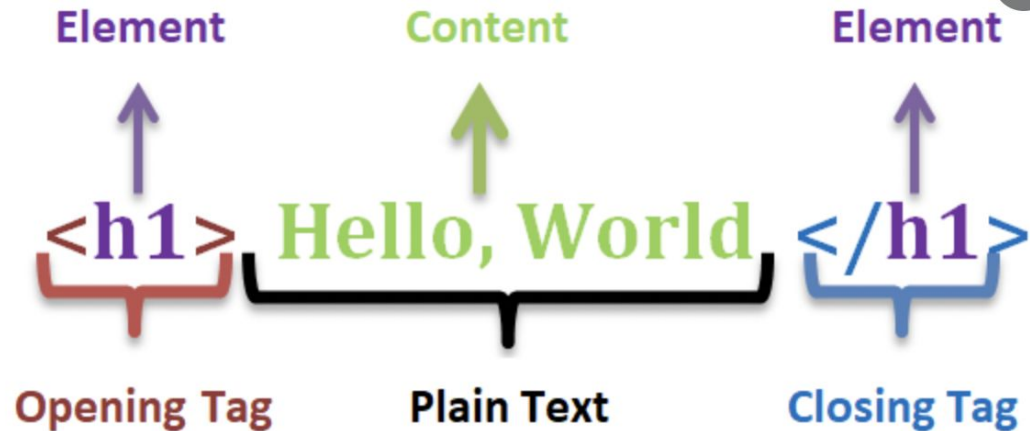 Element Content Element
<h1> Hello, World </h1>
Opening Tag Plain Text Closing Tag